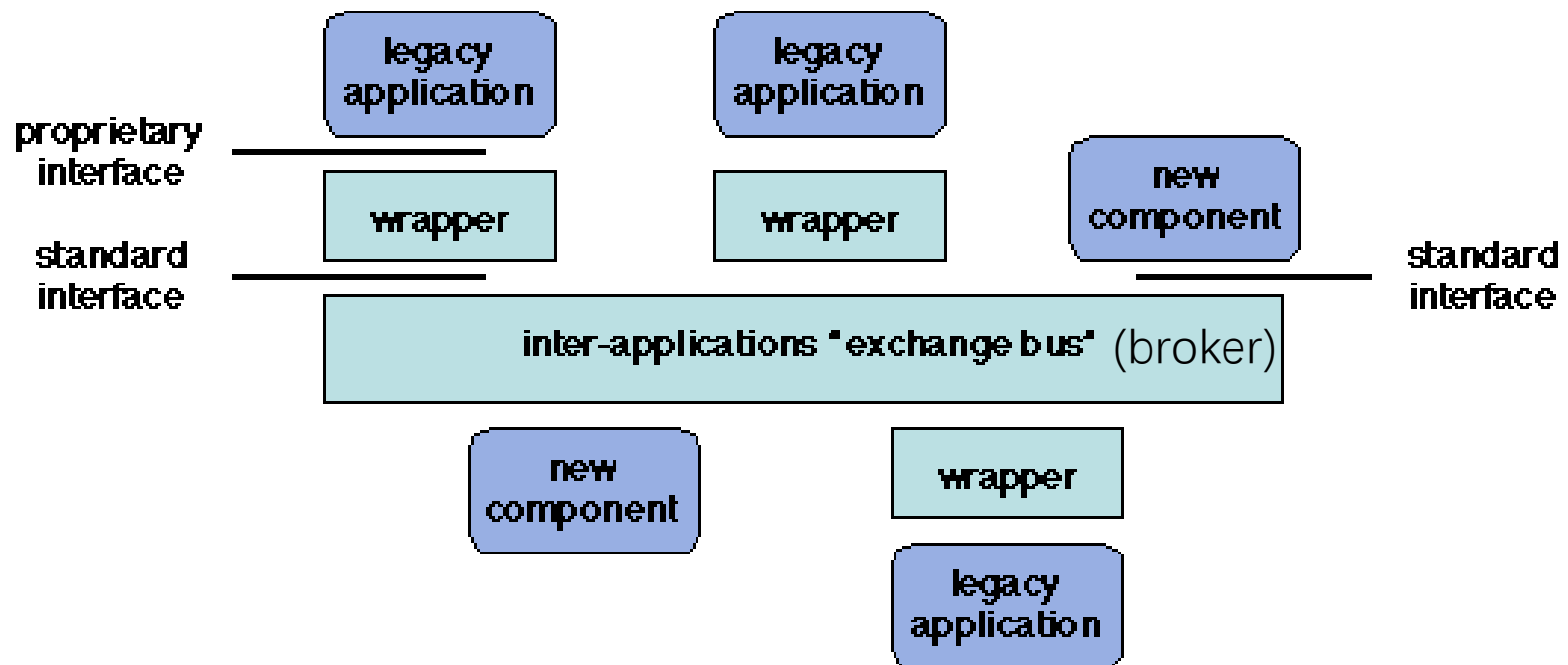 legacy
application
legacy
application
proprietary
interface
new
component
wrapper
wrapper
standard
interface
standard
interface
inter-applications "exchange bus" (broker)
new
component
wrapper
legacy
application